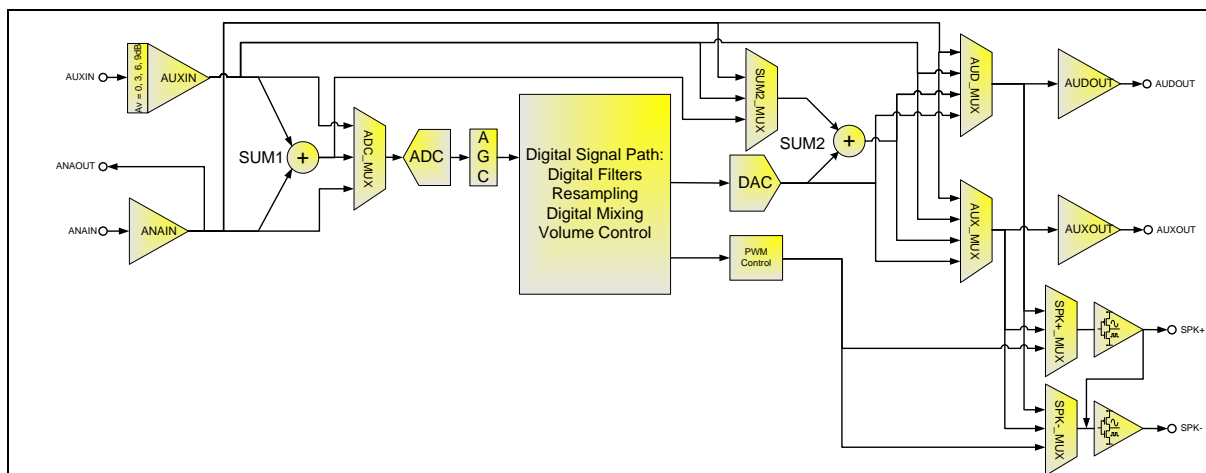 AUXIN
Av = 0, 3, 6, 9dB
AUXIN
ANAOUT
ANAIN
ANAIN
SUM1
+
ADC_MUX
ADC
A
G
C
Digital Signal Path:
Digital Filters
Resampling
Digital Mixing
Volume Control
SUM2_MUX
SUM2
+
DAC
PWM
Control
AUD_MUX
AUDOUT
AUDOUT
AUX_MUX
AUXOUT
AUXOUT
SPK+_MUX
SPK+
SPK-_MUX
SPK-